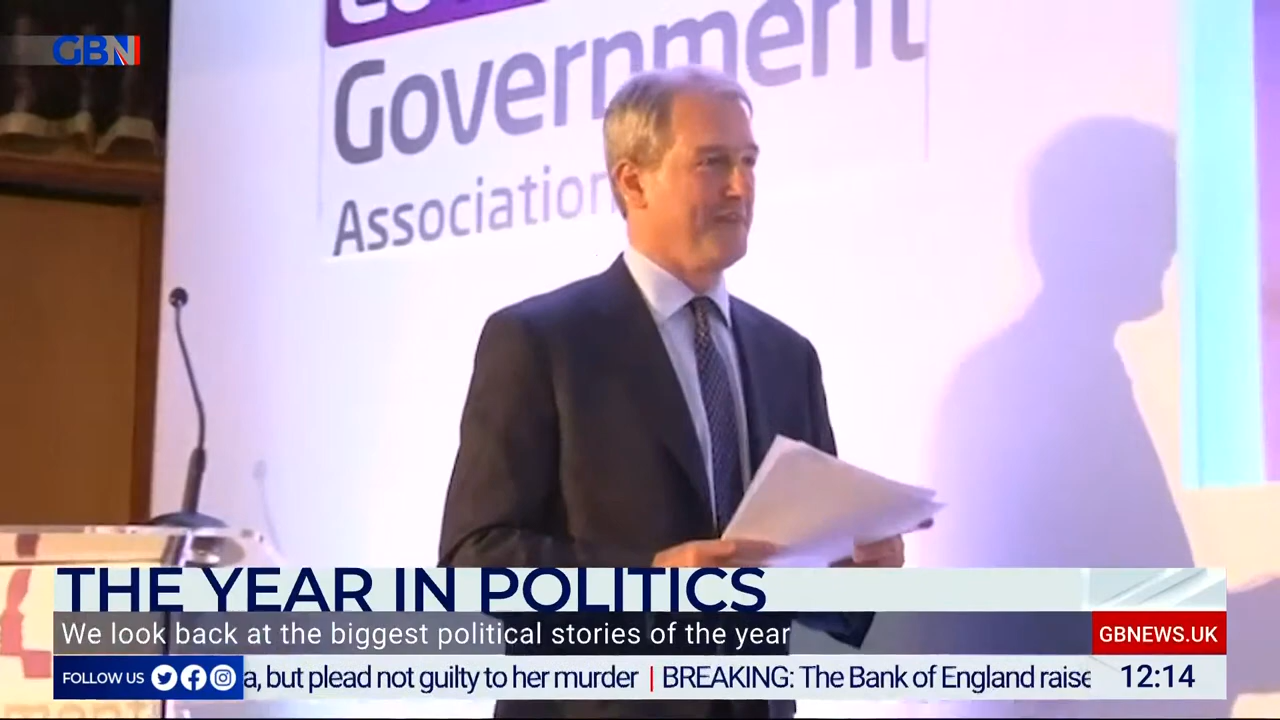 GBN
Government
Association
THE YEAR IN POLITICS
We look back at the biggest political stories of the year
GBNEWS.UK
FOLLOW US
a, but plead not guilty to her murder | BREAKING: The Bank of England raise
12:14